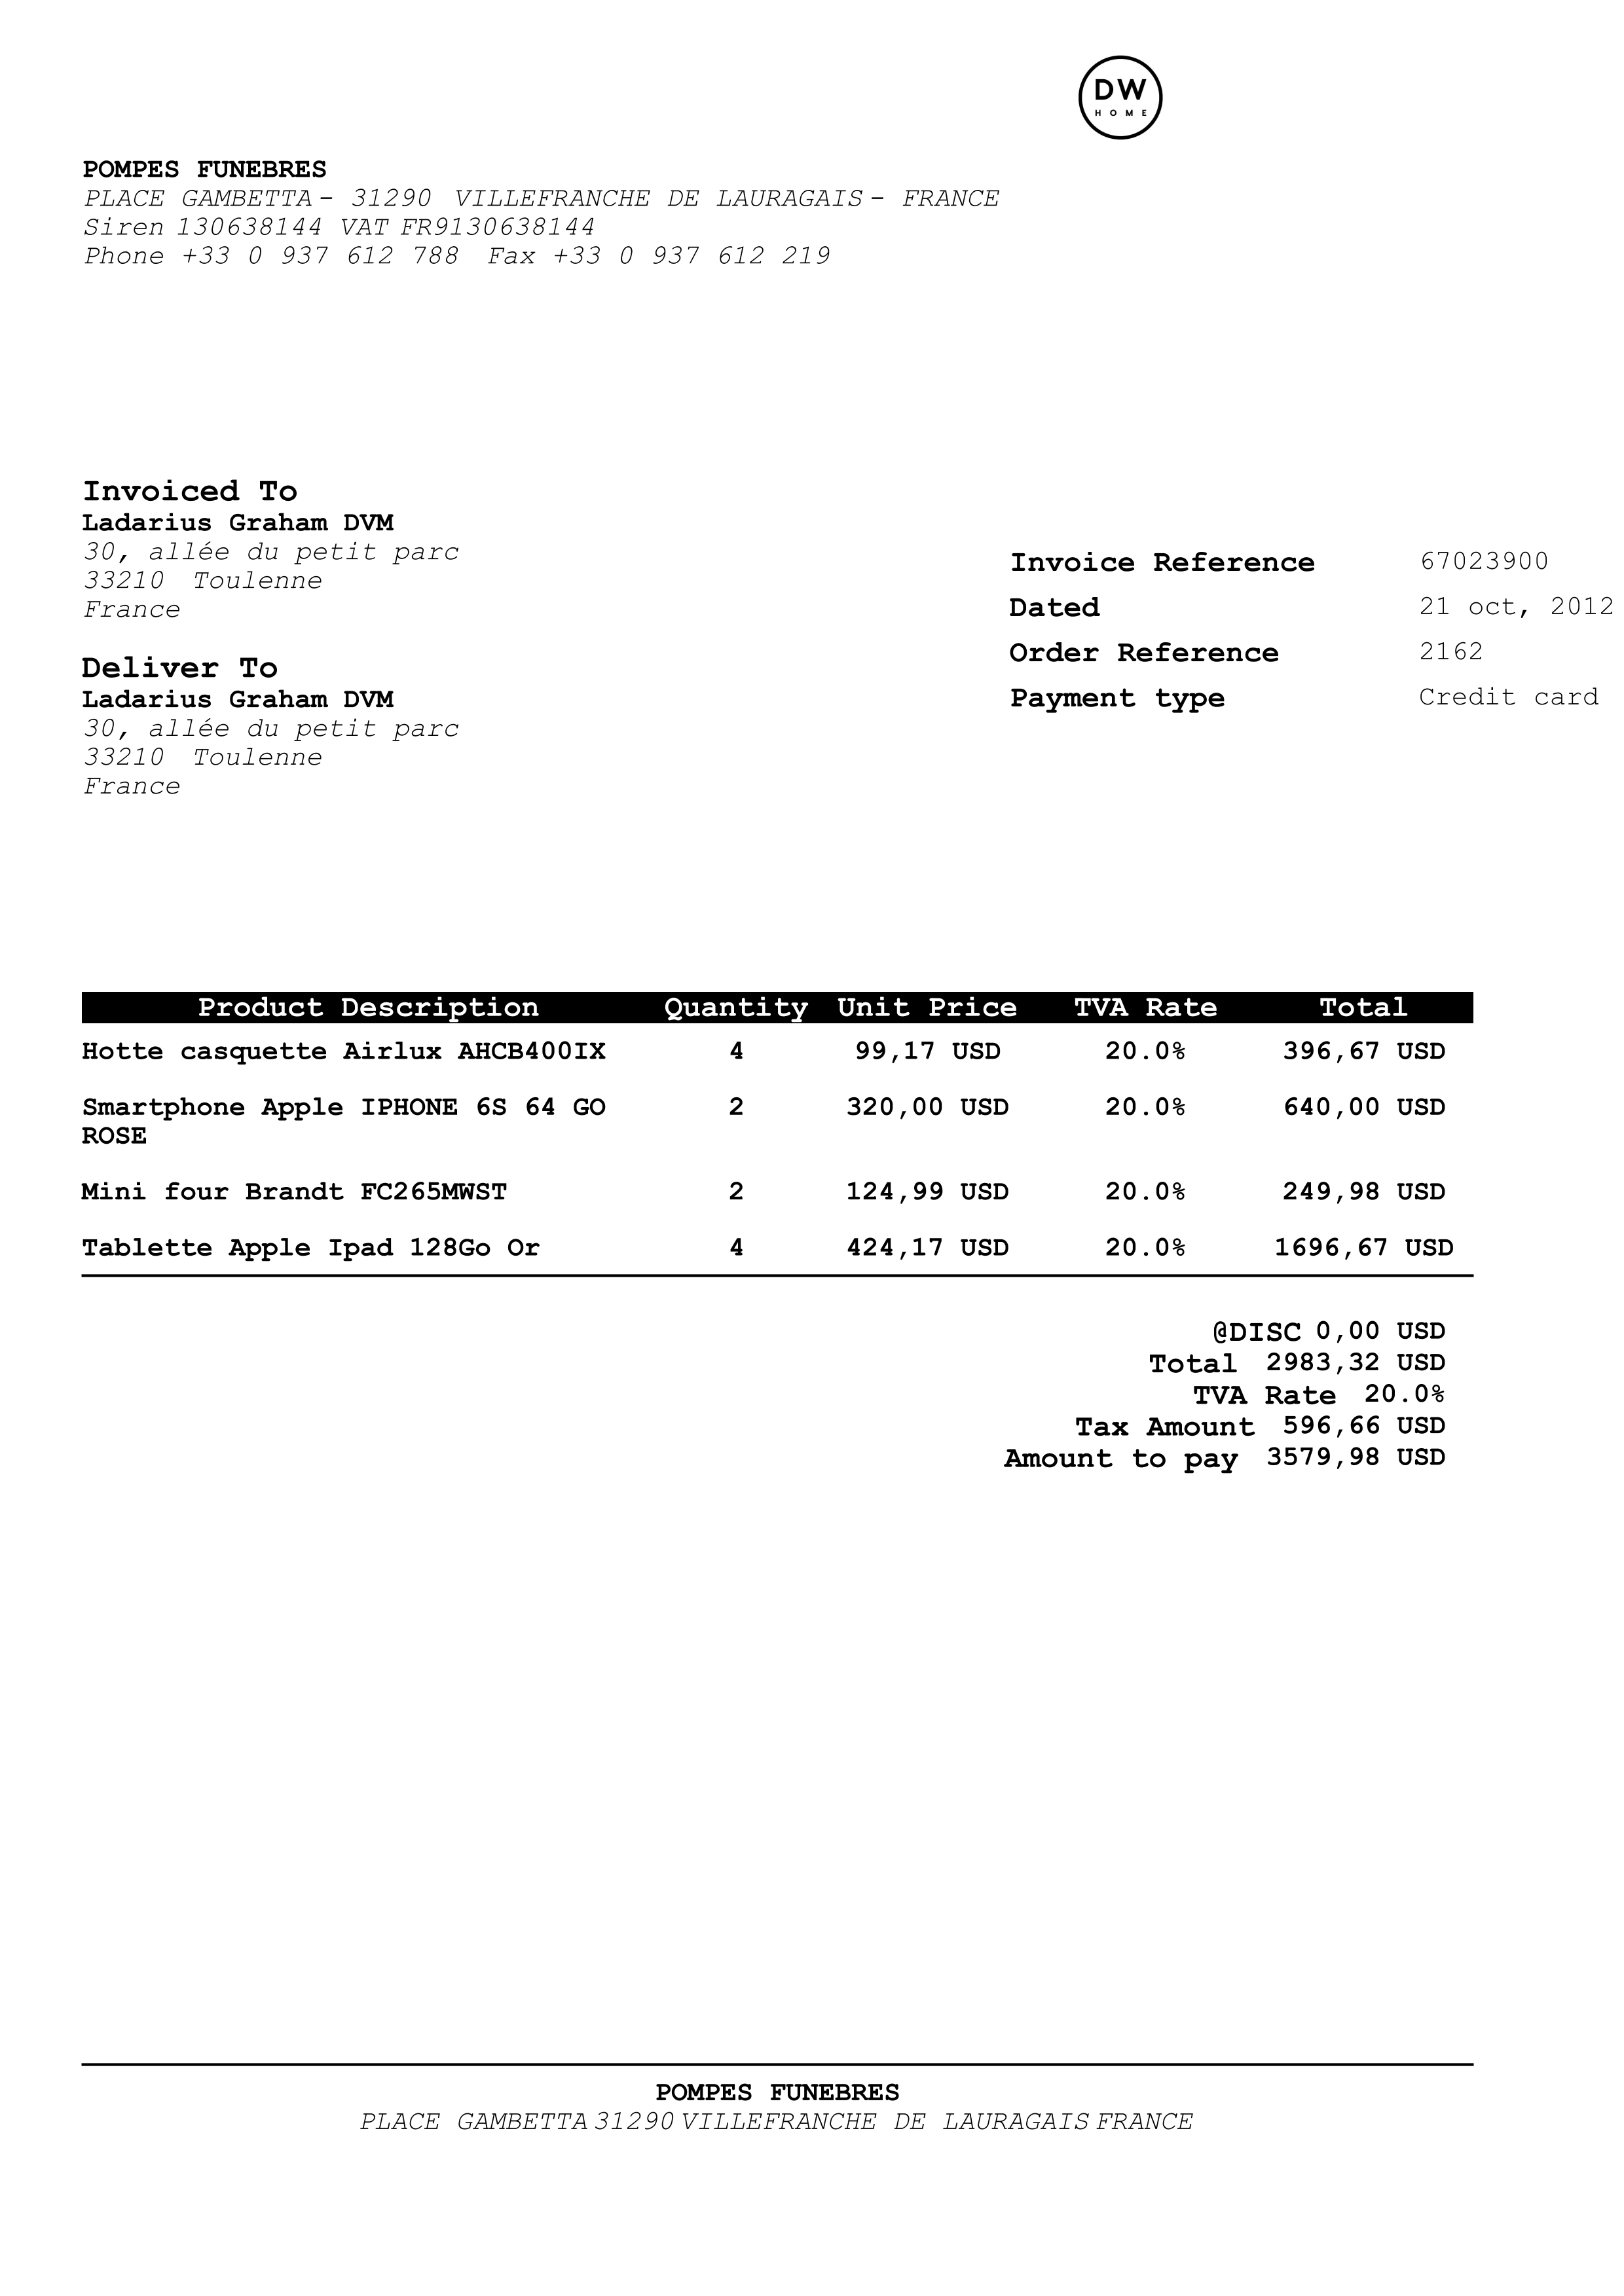 DW
HOME
POMPES FUNEBRES
PLACE GAMBETTA - 31290 VILLEFRANCHE DE LAURAGAIS - FRANCE
Siren 130638144 VAT FR9130638144
Phone +33 0 937 612 788 Fax +33 0 937 612 219
Invoiced To
Ladarius Graham DVM
30, allée du petit parc
33210 Toulenne
France
Deliver To
Ladarius Graham DVM
30, allée du petit parc
33210 Toulenne
France
Invoice Reference 67023900
Dated 21 oct, 2012
Order Reference 2162
Payment type Credit card
Product Description Quantity Unit Price TVA Rate Total
Hotte casquette Airlux AHCB400IX 4 99,17 USD 20.0% 396,67 USD
Smartphone Apple IPHONE 6S 64 GO 2 320,00 USD 20.0% 640,00 USD
ROSE
Mini four Brandt FC265MWST 2 124,99 USD 20.0% 249,98 USD
Tablette Apple Ipad 128Go Or 4 424,17 USD 20.0% 1696,67 USD
@DISC 0,00 USD
Total 2983,32 USD
TVA Rate 20.0%
Tax Amount 596,66 USD
Amount to pay 3579,98 USD
POMPES FUNEBRES
PLACE GAMBETTA 31290 VILLEFRANCHE DE LAURAGAIS FRANCE